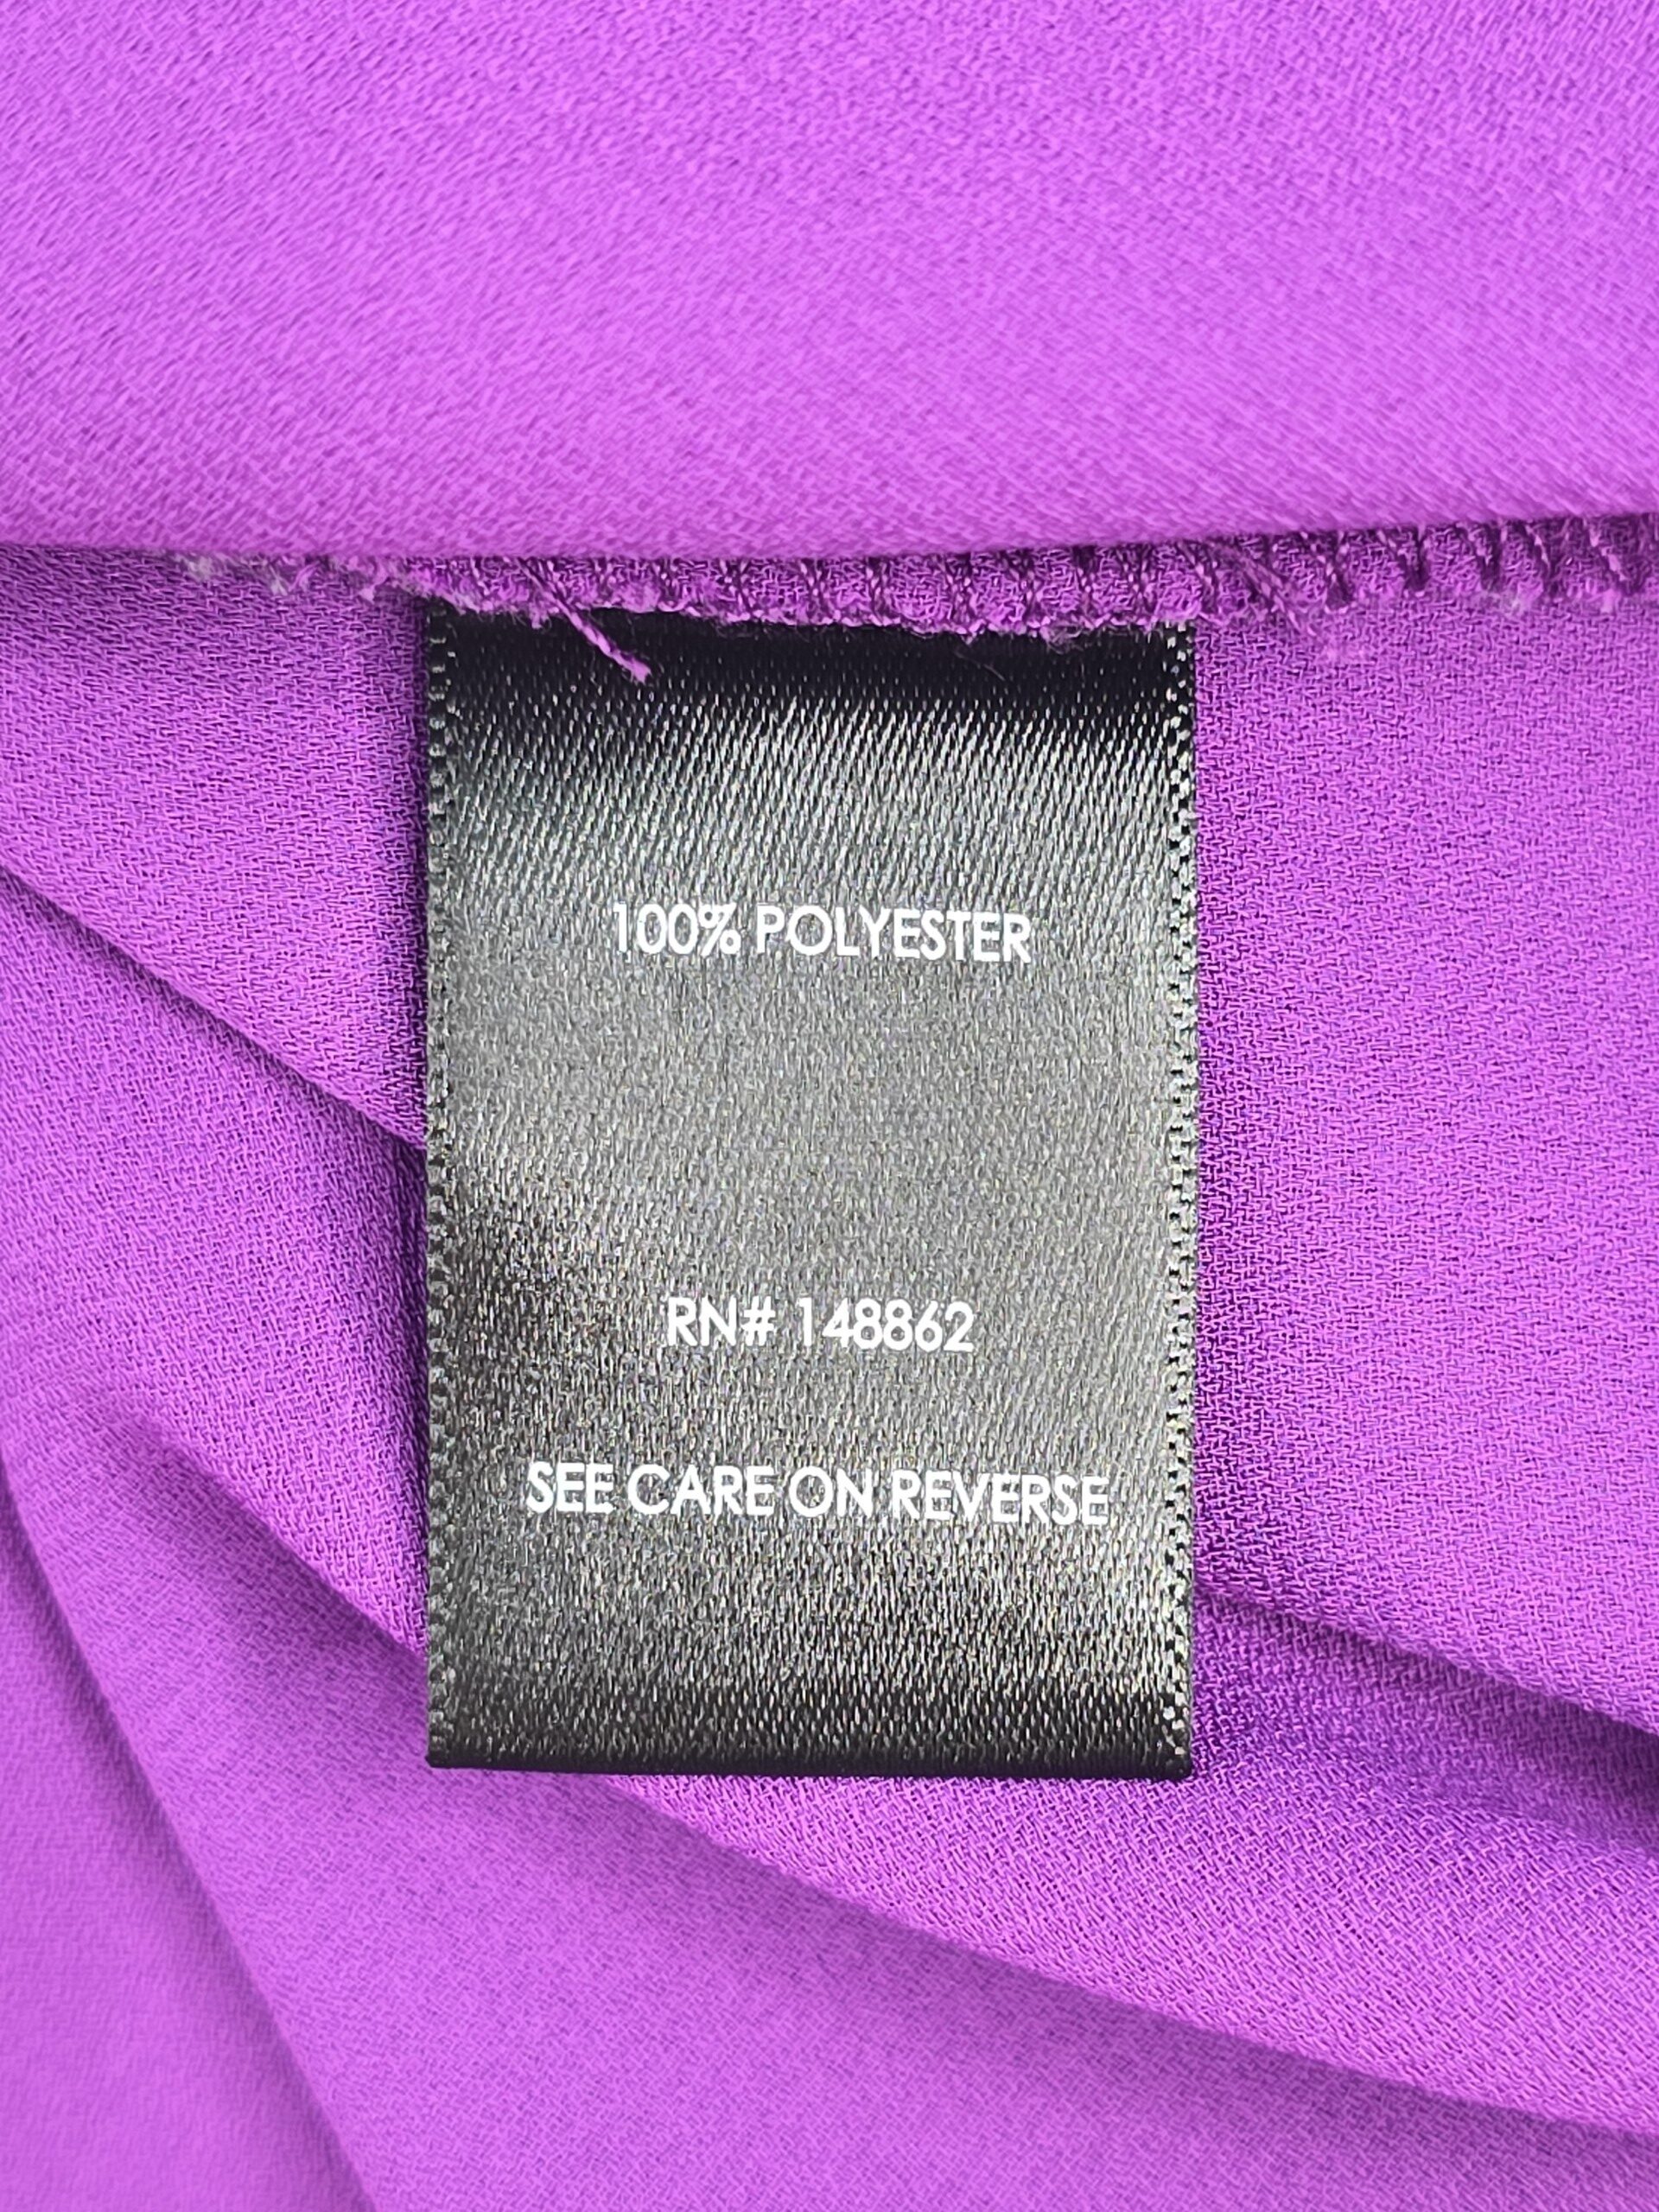 100% POLYESTER
RN# 148862
SEE CARE ON REVERSE